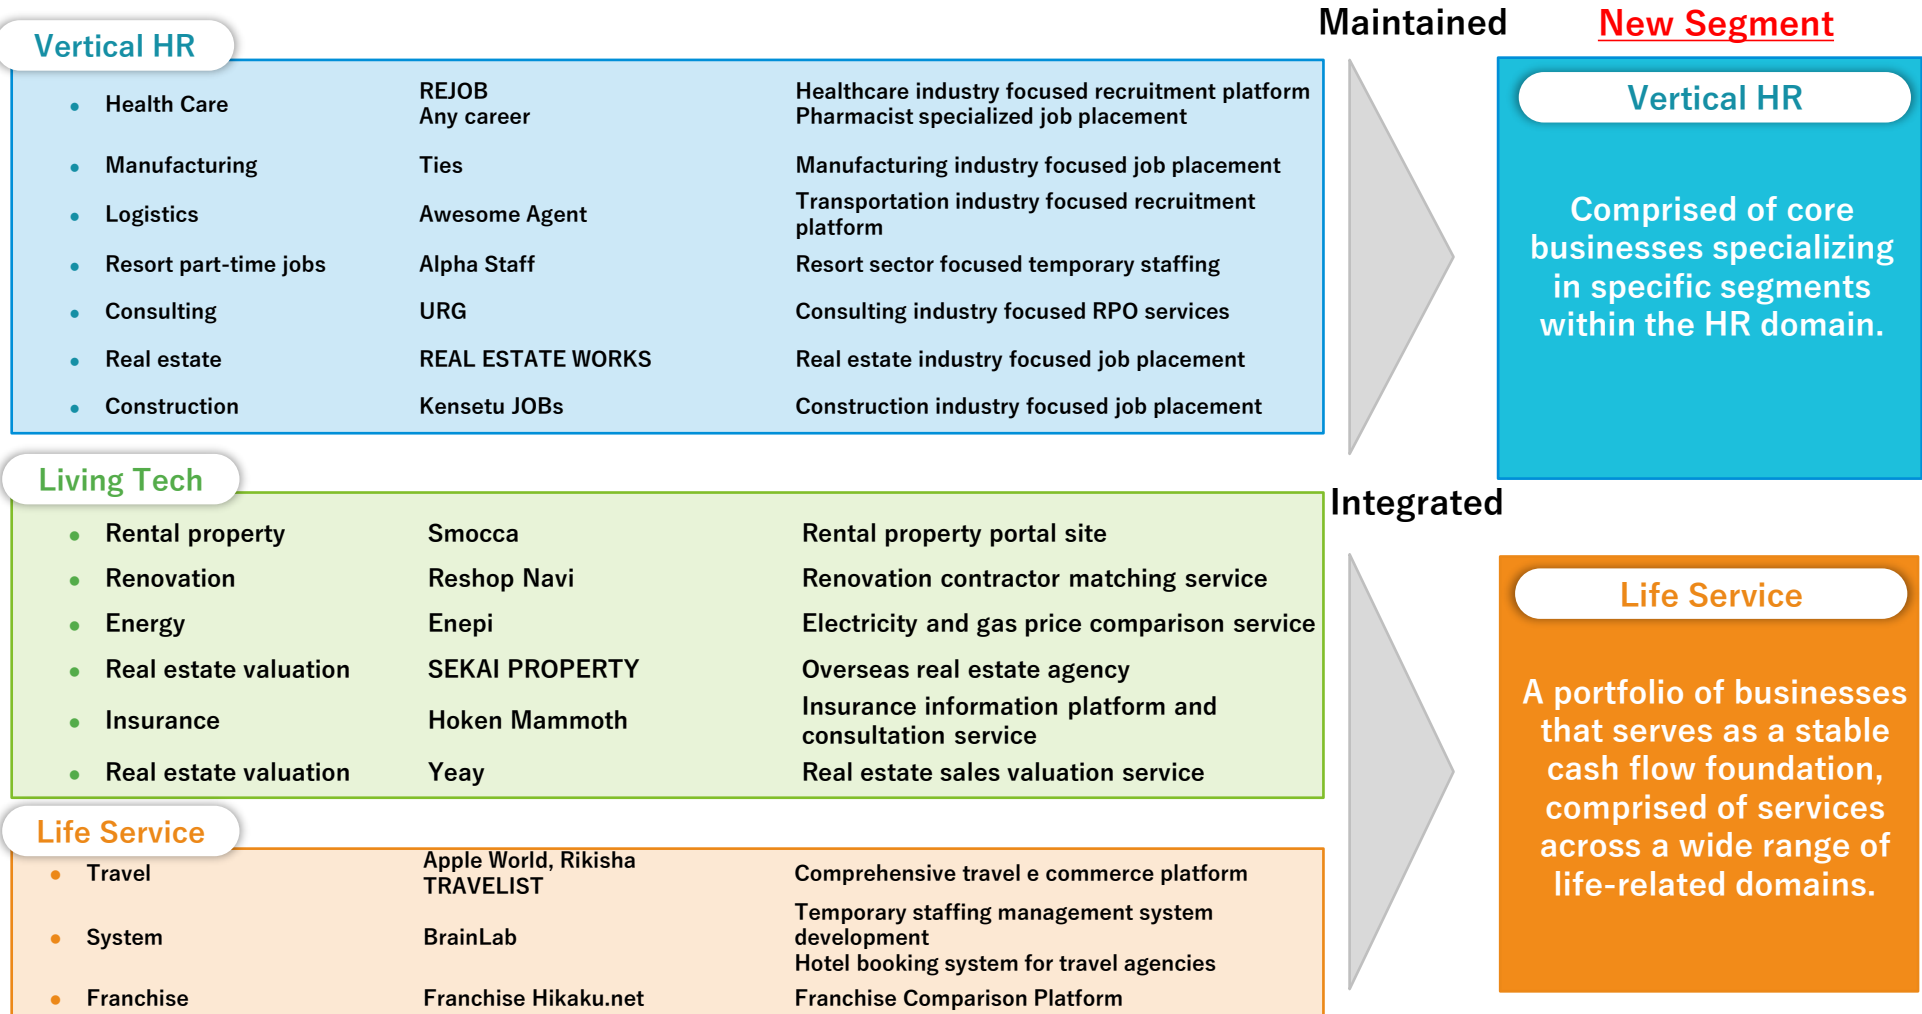 Maintained
New Segment
Vertical HR
Health Care
REJOB
Any career
Healthcare industry focused recruitment platform
Pharmacist specialized job placement
Manufacturing
Ties
Manufacturing industry focused job placement
Logistics
Awesome Agent
Transportation industry focused recruitment
platform
Resort part-time jobs
Alpha Staff
Resort sector focused temporary staffing
Consulting
URG
Consulting industry focused RPO services
Real estate
REAL ESTATE WORKS
Real estate industry focused job placement
Construction
Kensetu JOBs
Construction industry focused job placement
Vertical HR
Comprised of core
businesses specializing
in specific segments
within the HR domain.
Living Tech
Rental property
Smocca
Rental property portal site
Renovation
Reshop Navi
Renovation contractor matching service
Energy
Enepi
Electricity and gas price comparison service
Real estate valuation
SEKAI PROPERTY
Overseas real estate agency
Insurance
Hoken Mammoth
Insurance information platform and
consultation service
Real estate valuation
Yeay
Real estate sales valuation service
Life Service
Travel
Apple World, Rikisha
TRAVELIST
Comprehensive travel e commerce platform
System
BrainLab
Temporary staffing management system
development
Hotel booking system for travel agencies
Franchise
Franchise Hikaku.net
Franchise Comparison Platform
Integrated
Life Service
A portfolio of businesses
that serves as a stable
cash flow foundation,
comprised of services
across a wide range of
life-related domains.